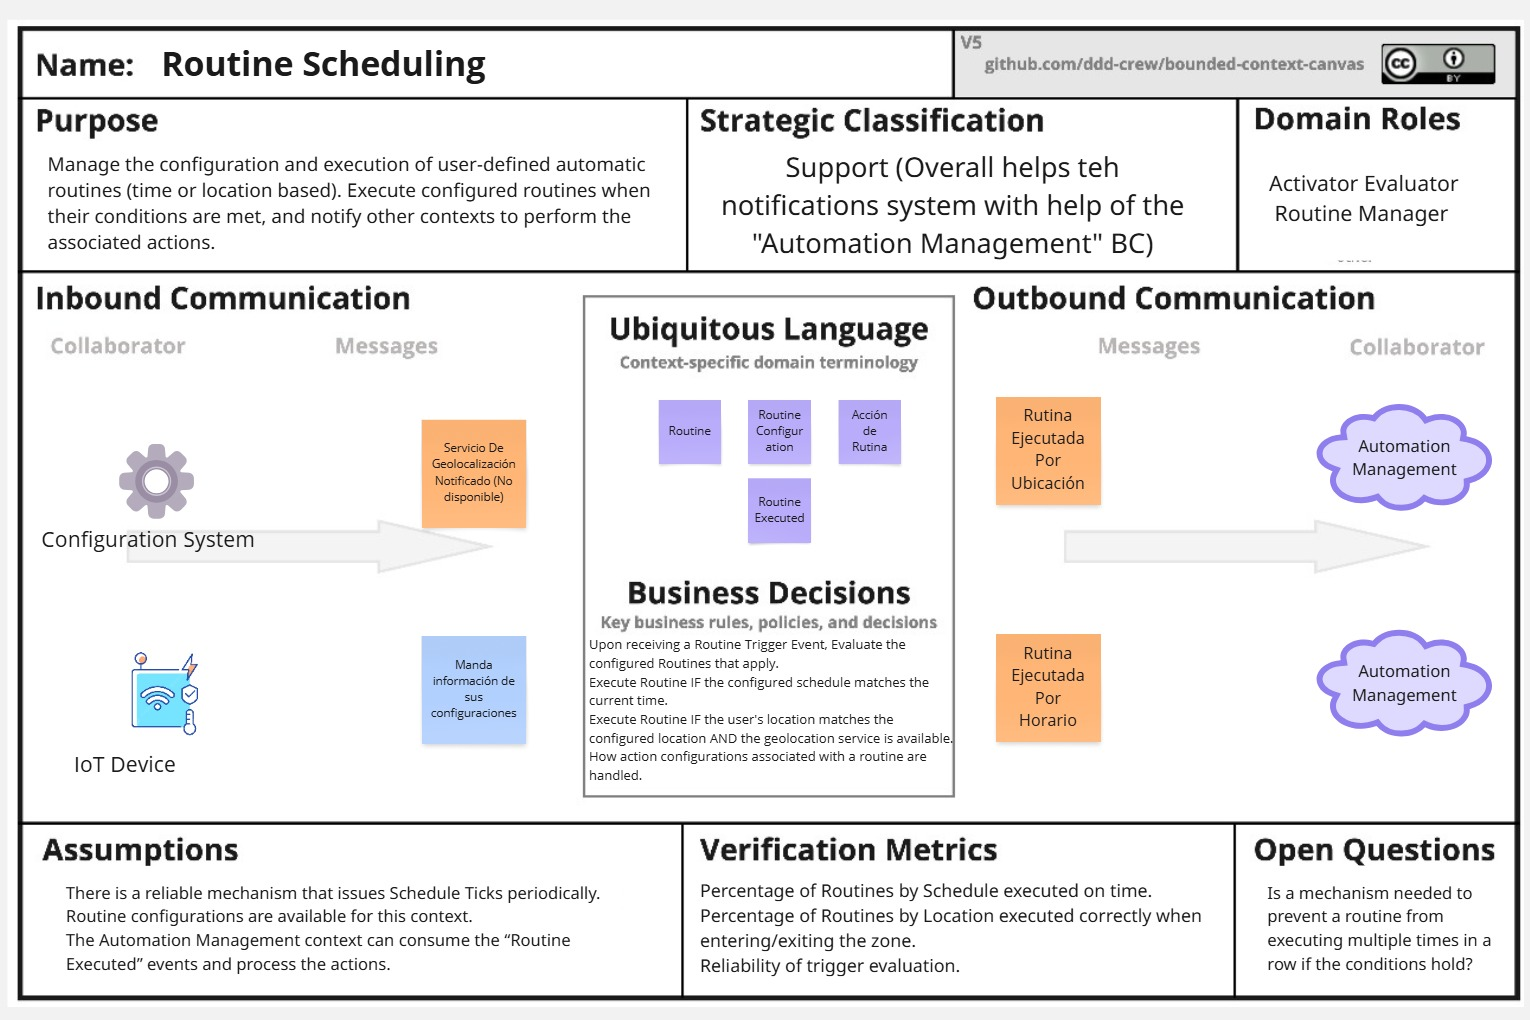 Name: Routine Scheduling
V5
github.com/ddd-crew/bounded-context-canvas
cc
BY
Purpose
Manage the configuration and execution of user-defined automatic
routines (time or location based). Execute configured routines when
their conditions are met, and notify other contexts to perform the
associated actions.
Strategic Classification
Support (Overall helps teh
notifications system with help of the
"Automation Management" BC)
Domain Roles
Activator Evaluator
Routine Manager
Inbound Communication
Collaborator
Messages
Configuration System
Servicio De
Geolocalización
Notificado (No
disponible)
IoT Device
Manda
información de
sus
configuraciones
Ubiquitous Language
Context-specific domain terminology
Routine
Routine
Configur
ation
Acción
de
Rutina
Routine
Executed
Business Decisions
Key business rules, policies, and decisions
Upon receiving a Routine Trigger Event, Evaluate the
configured Routines that apply.
Execute Routine IF the configured schedule matches the
current time.
Execute Routine IF the user's location matches the
configured location AND the geolocation service is available.
How action configurations associated with a routine are
handled.
Outbound Communication
Messages
Collaborator
Rutina
Ejecutada
Por
Ubicación
Automation
Management
Rutina
Ejecutada
Por
Horario
Automation
Management
Assumptions
There is a reliable mechanism that issues Schedule Ticks periodically.
Routine configurations are available for this context.
The Automation Management context can consume the “Routine
Executed” events and process the actions.
Verification Metrics
Percentage of Routines by Schedule executed on time.
Percentage of Routines by Location executed correctly when
entering/exiting the zone.
Reliability of trigger evaluation.
Open Questions
Is a mechanism needed to
prevent a routine from
executing multiple times in a
row if the conditions hold?